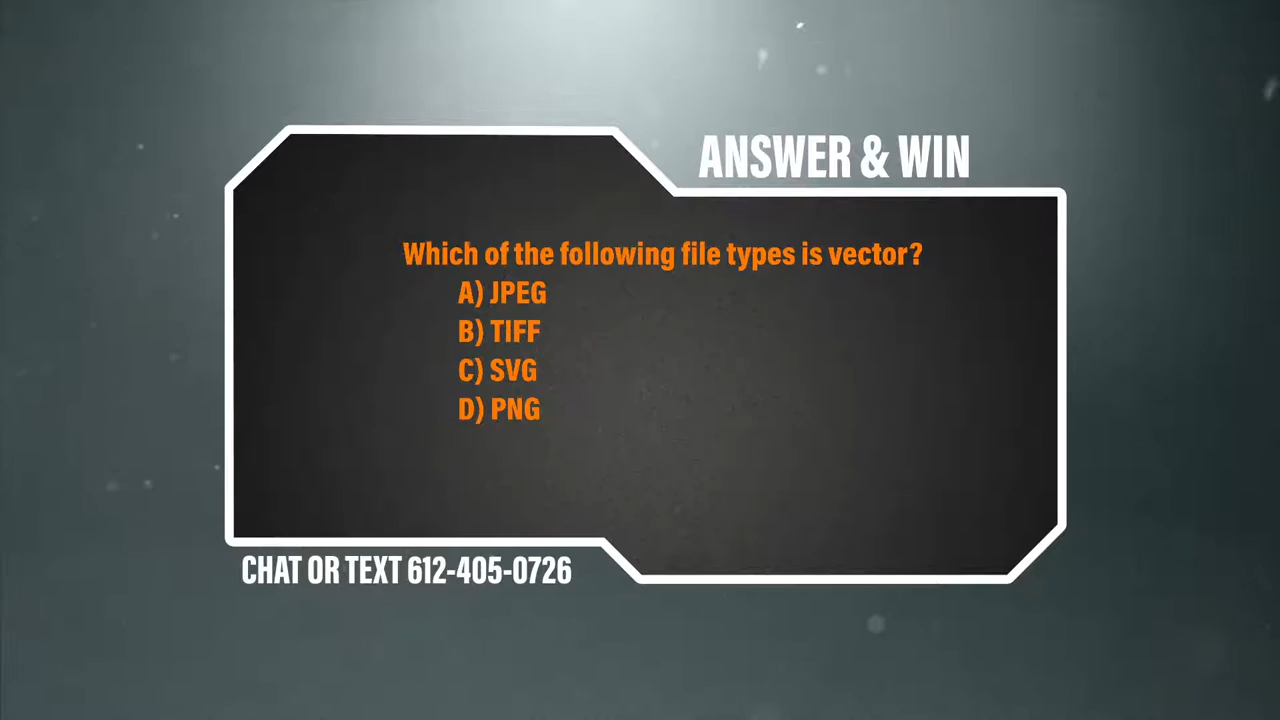 ANSWER & WIN
Which of the following file types is vector?
A) JPEG
B) TIFF
C) SVG
D) PNG
CHAT OR TEXT 612-405-0726